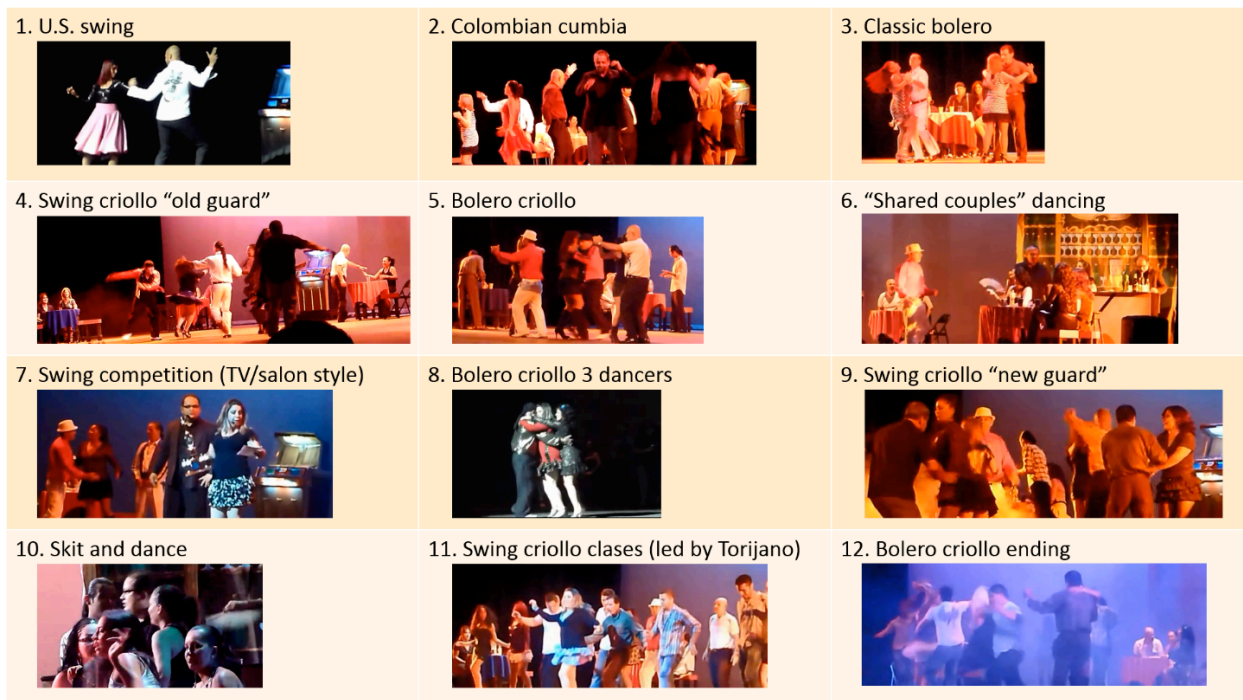 1. U.S. swing
2. Colombian cumbia
3. Classic bolero
4. Swing criollo “old guard”
5. Bolero criollo
6. “Shared couples” dancing
7. Swing competition (TV/salon style)
8. Bolero criollo 3 dancers
9. Swing criollo “new guard”
10. Skit and dance
11. Swing criollo clases (led by Torijano)
12. Bolero criollo ending